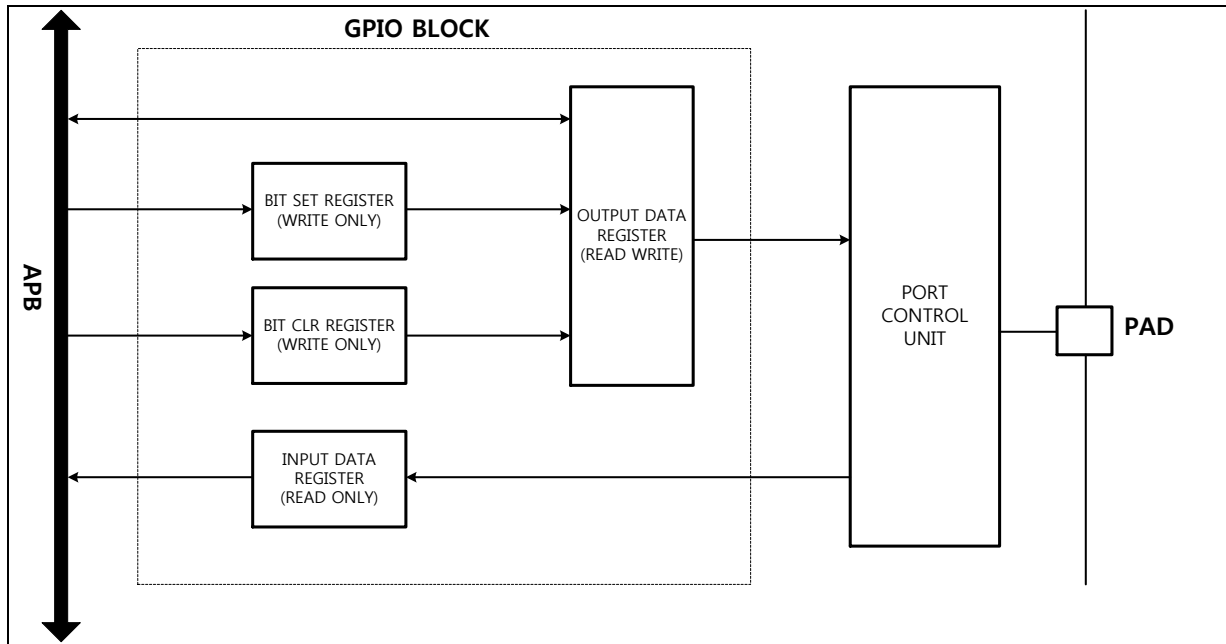 GPIO BLOCK
BIT SET REGISTER
(WRITE ONLY)
OUTPUT DATA
REGISTER
(READ WRITE)
APB
BIT CLR REGISTER
(WRITE ONLY)
PORT
CONTROL
UNIT
PAD
INPUT DATA
REGISTER
(READ ONLY)